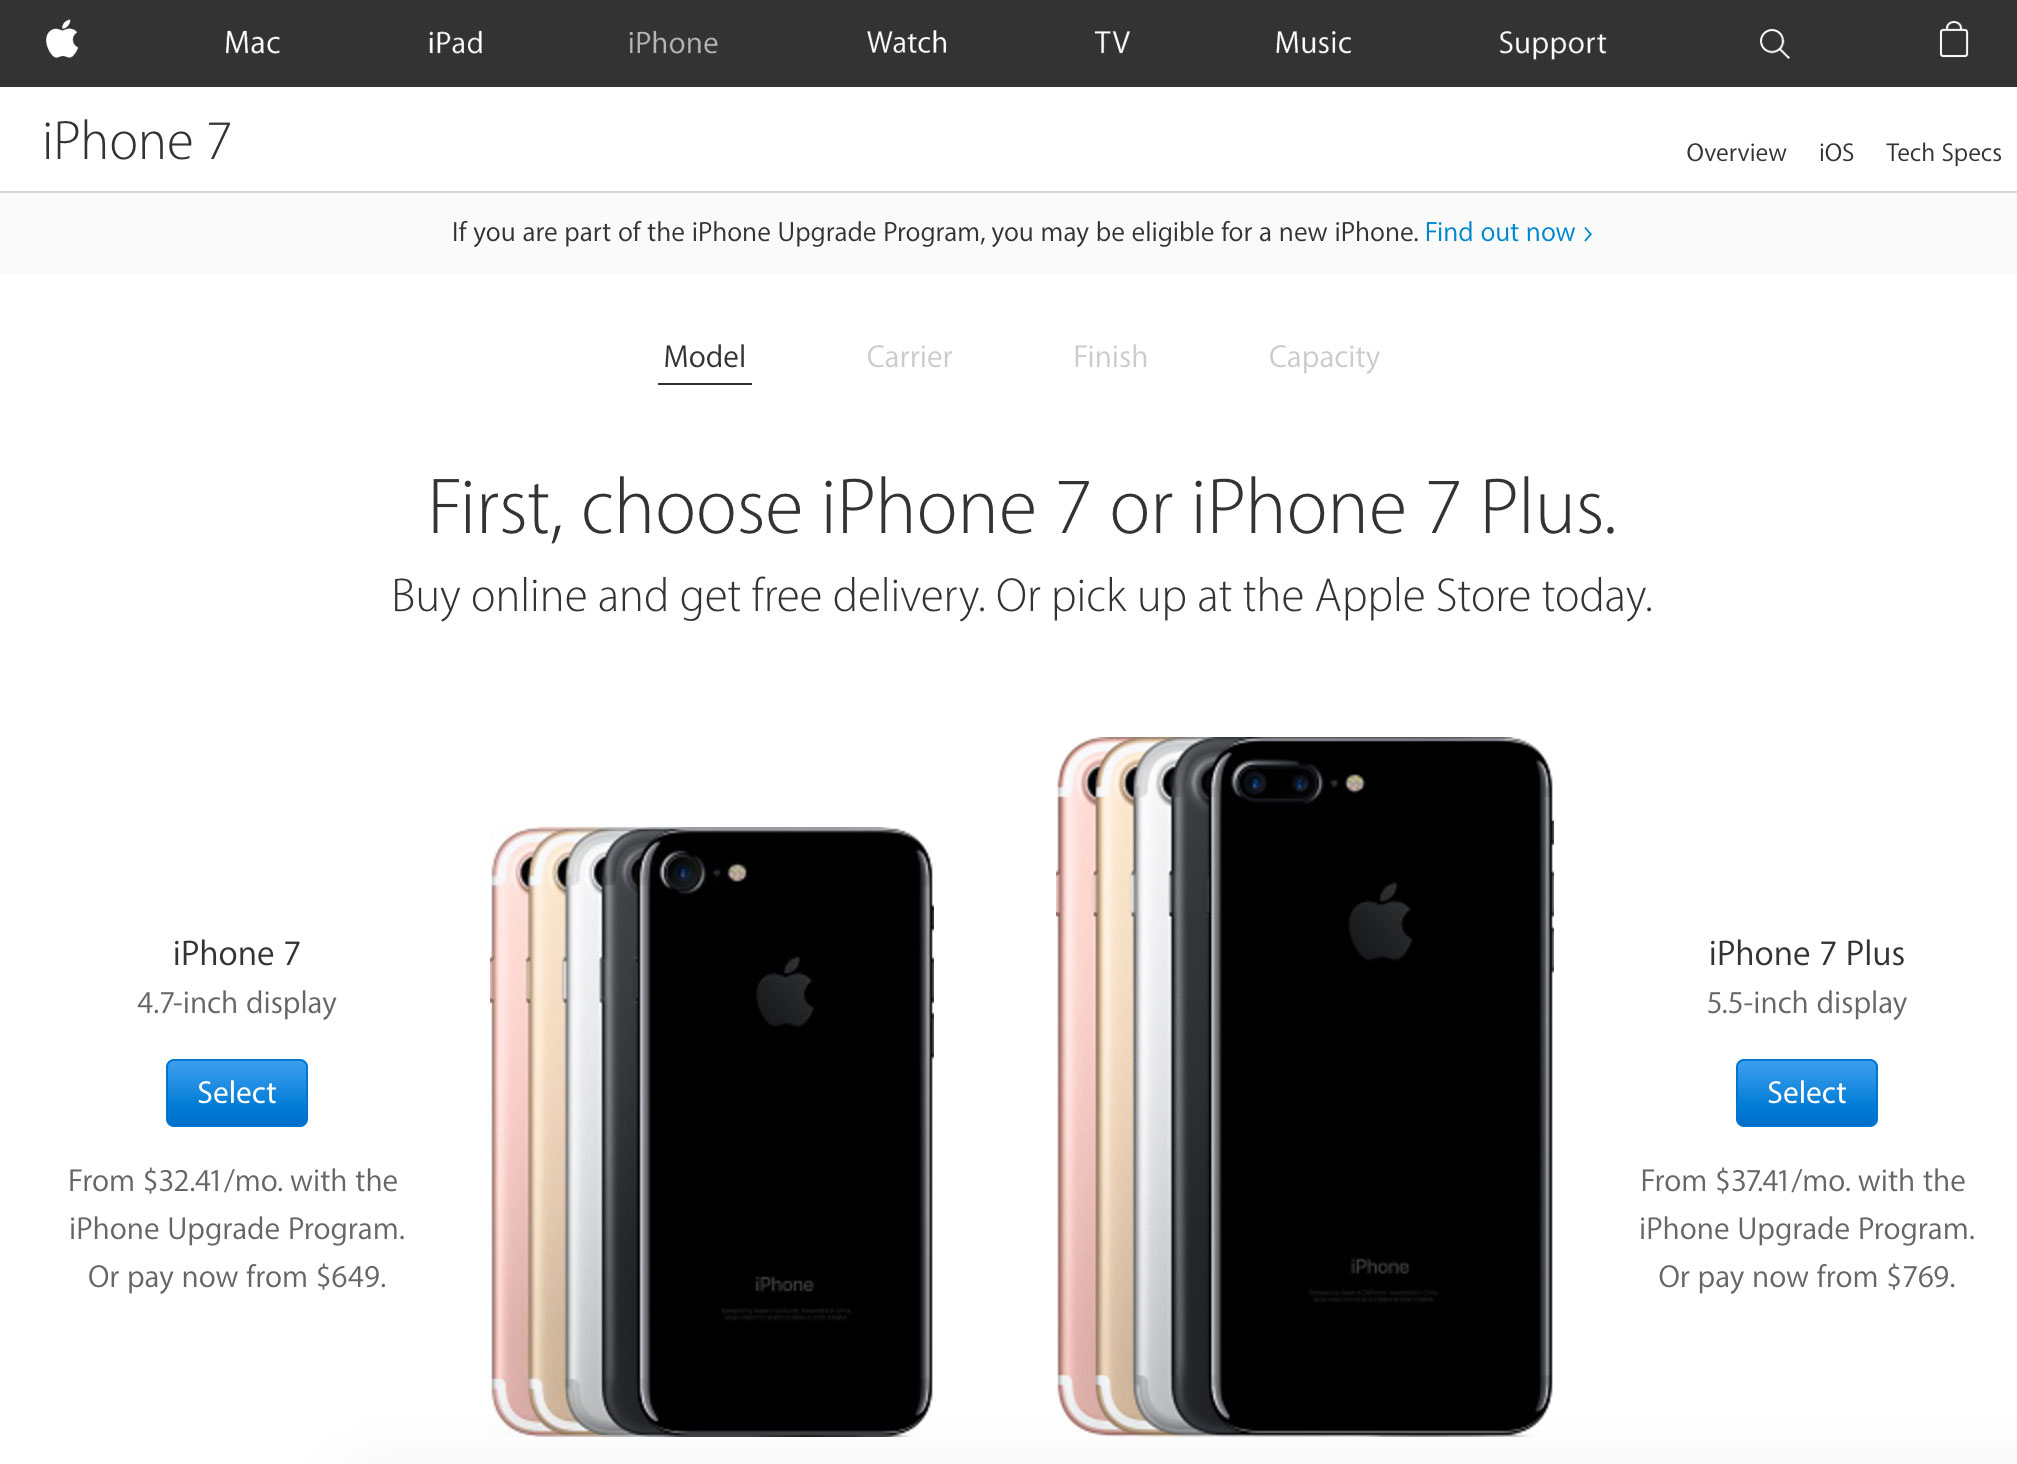 Mac iPad iPhone Watch TV Music Support
iPhone 7
Overview iOS Tech Specs
If you are part of the iPhone Upgrade Program, you may be eligible for a new iPhone. Find out now ›
Model Carrier Finish Capacity
First, choose iPhone 7 or iPhone 7 Plus.
Buy online and get free delivery. Or pick up at the Apple Store today.
iPhone 7
4.7-inch display
Select
From $32.41/mo. with the
iPhone Upgrade Program.
Or pay now from $649.
iPhone
iPhone
iPhone 7 Plus
5.5-inch display
Select
From $37.41/mo. with the
iPhone Upgrade Program.
Or pay now from $769.